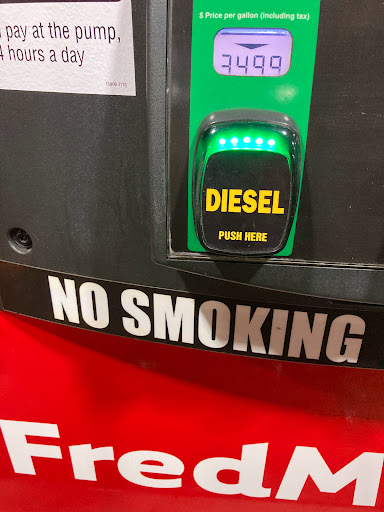 pay at the pump,
4 hours a day
$ Price per gallon (including tax)
3499
DIESEL
PUSH HERE
NO SMOKING
FredM